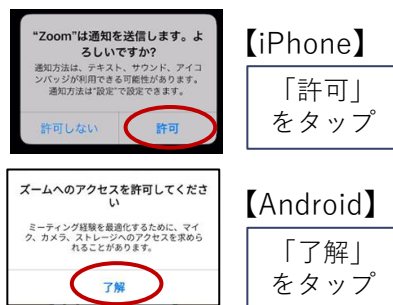 "Zoom"は通知を送信します。よ
ろしいですか?
通知方法は、テキスト、サウンド、アイコ
ンバッジが利用できる可能性があります。
通知方法は"設定"で設定できます。
許可しない 許可
【iPhone】
「許可」
をタップ
ズームへのアクセスを許可してくださ
い
ミーティング経験を最適化するために、マイ
ク、カメラ、ストレージへのアクセスを求めら
れることがあります。
了解
【Android】
「了解」
をタップ